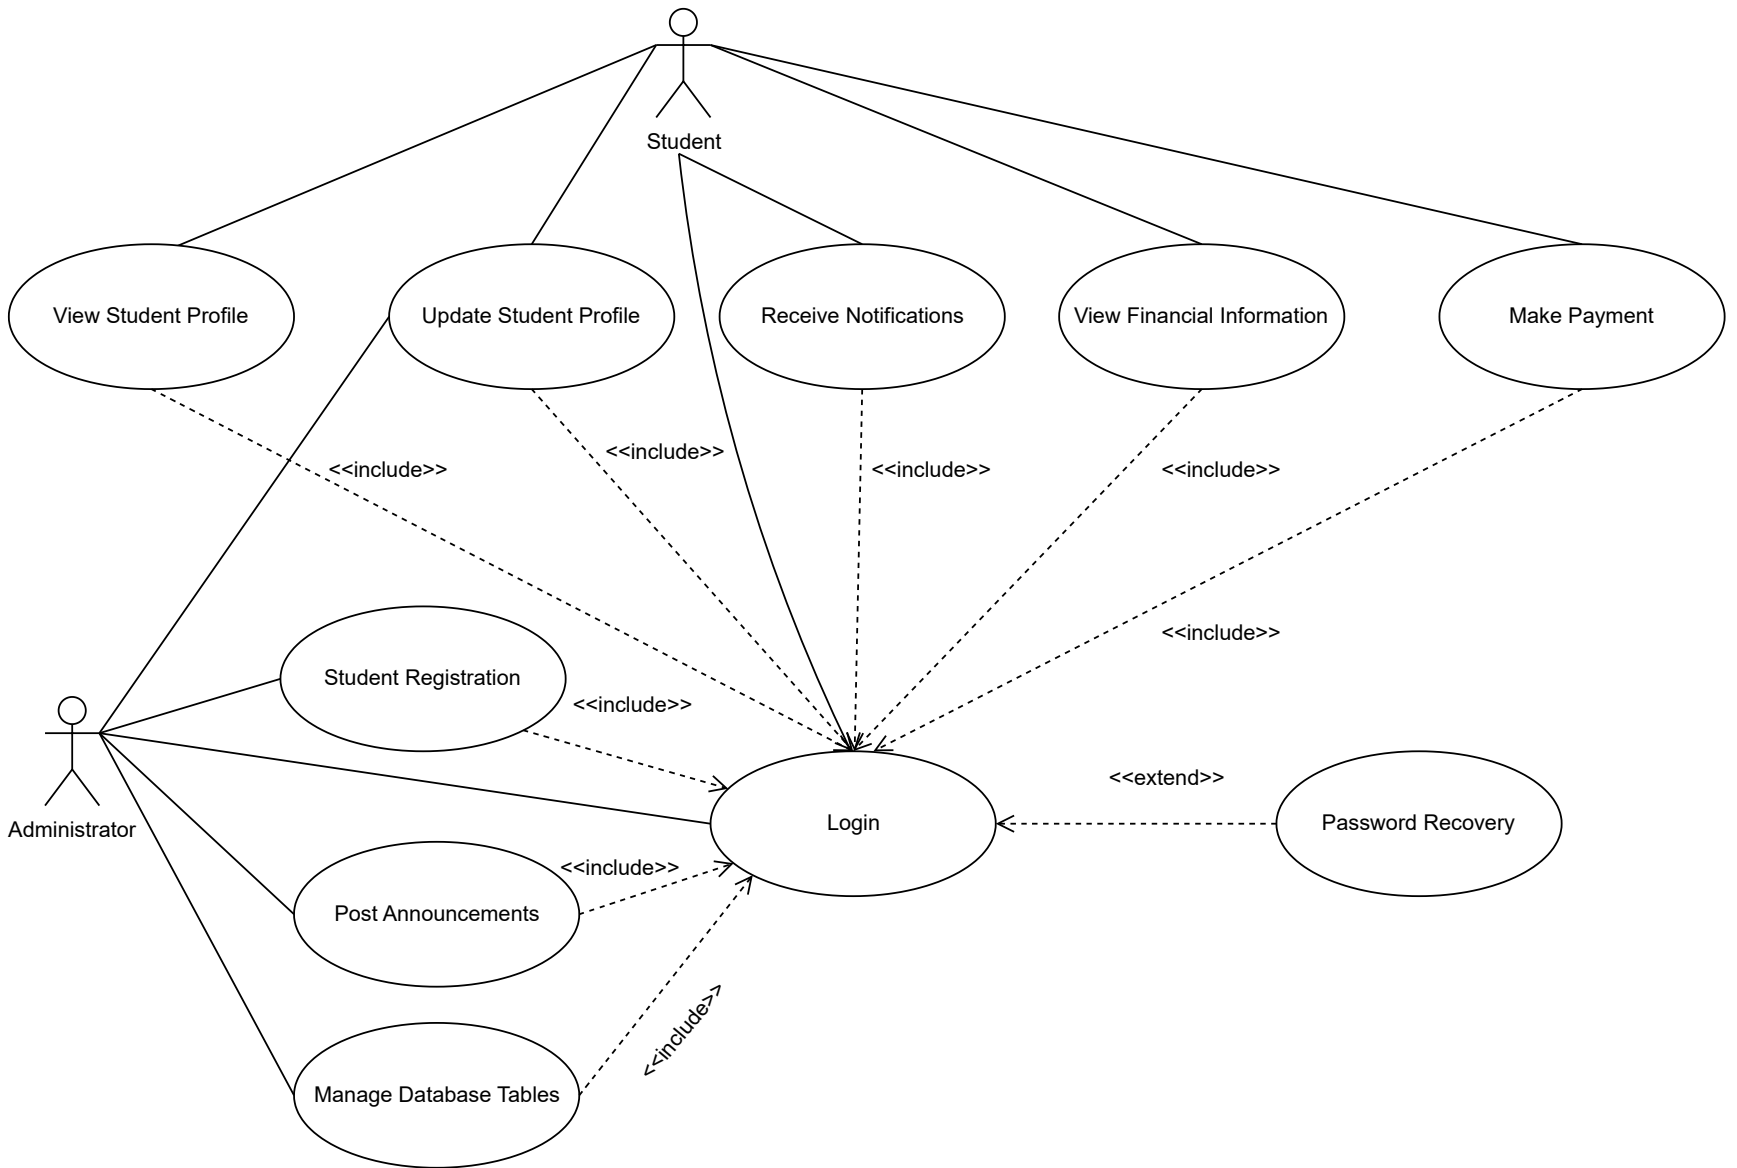 Student
View Student Profile
Update Student Profile
Receive Notifications
View Financial Information
Make Payment
<<include>>
<<include>>
<<include>>
<<include>>
<<include>>
Student Registration
<<include>>
Administrator
Login
<<extend>>
Password Recovery
<<include>>
Post Announcements
<<include>>
Manage Database Tables